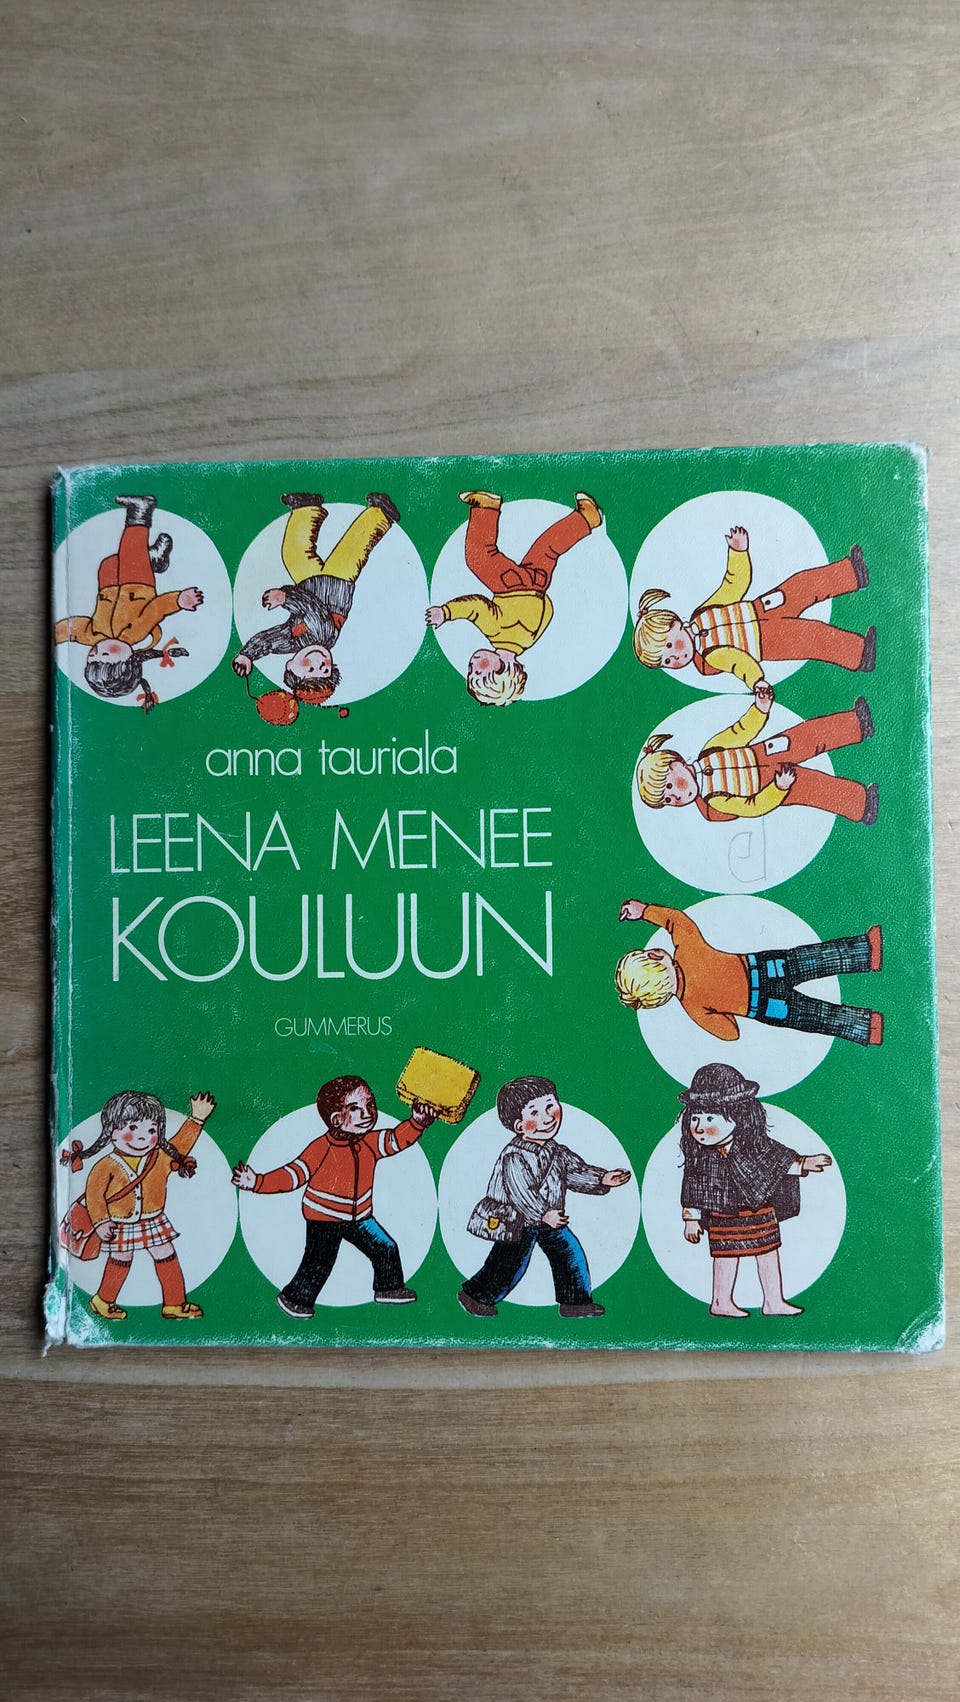 anna tauriala
LEENA MENEE
KOULUUN
GUMMERUS